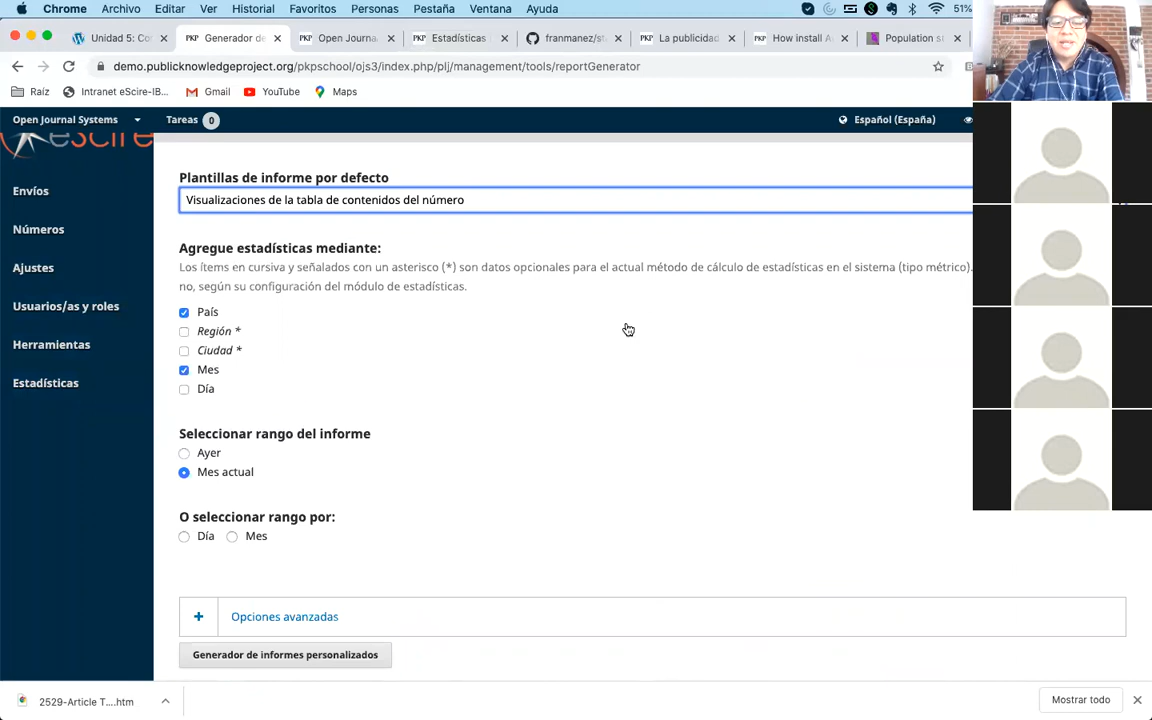 Chrome Archivo Editar Ver Historial Favoritos Personas Pestaña Ventana Ayuda 51%
Unidad 5: Co
PKP Generador de
PKP Open Journa
PKP Estadísticas
franmanez/st
PKP La publicidad
PKP How install A
Population s
demo.publicknowledgeproject.org/pkpschool/ojs3/index.php/plj/management/tools/reportGenerator
Raíz Intranet eScire-IB... Gmail YouTube Maps
Open Journal Systems Tareas 0 Español (España)
escire
Envíos
Números
Ajustes
Usuarios/as y roles
Herramientas
Estadísticas
Plantillas de informe por defecto
Visualizaciones de la tabla de contenidos del número
Agregue estadísticas mediante:
Los ítems en cursiva y señalados con un asterisco (*) son datos opcionales para el actual método de cálculo de estadísticas en el sistema (tipo métrico).
no, según su configuración del módulo de estadísticas.
País
Región *
Ciudad *
Mes
Día
Seleccionar rango del informe
Ayer
Mes actual
O seleccionar rango por:
Día Mes
+ Opciones avanzadas
Generador de informes personalizados
2529-Article T....htm
Mostrar todo